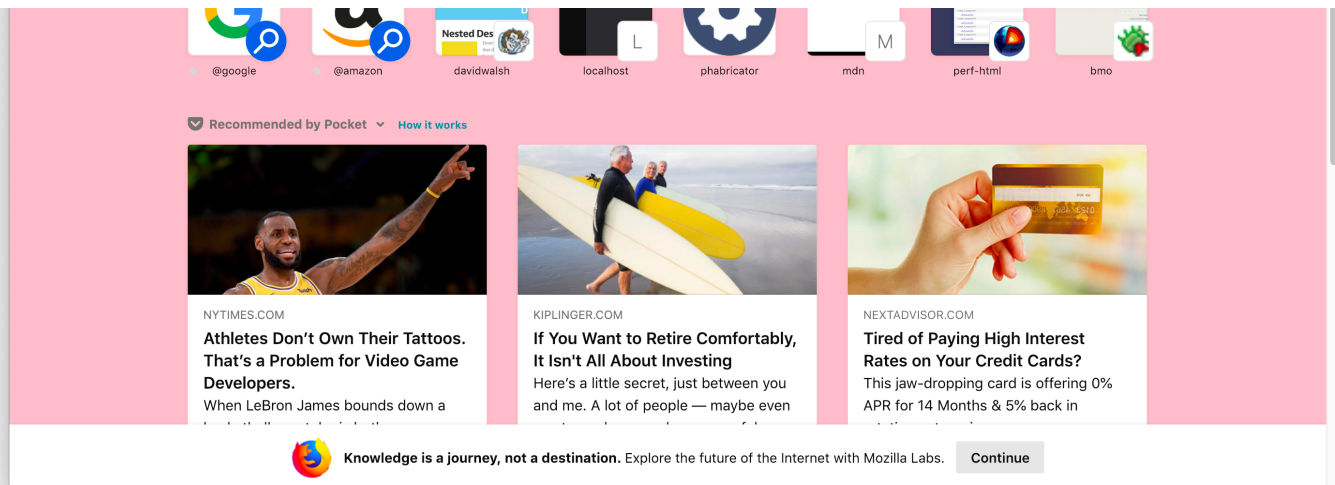 Nested Des
L
M
@google
@amazon
davidwalsh
localhost
phabricator
mdn
perf-html
bmo
Recommended by Pocket
How it works
NYTIMES.COM
Athletes Don't Own Their Tattoos.
That's a Problem for Video Game
Developers.
When LeBron James bounds down a
KIPLINGER.COM
If You Want to Retire Comfortably,
It Isn't All About Investing
Here's a little secret, just between you
and me. A lot of people — maybe even
NEXTADVISOR.COM
Tired of Paying High Interest
Rates on Your Credit Cards?
This jaw-dropping card is offering 0%
APR for 14 Months & 5% back in
Knowledge is a journey, not a destination. Explore the future of the Internet with Mozilla Labs.
Continue